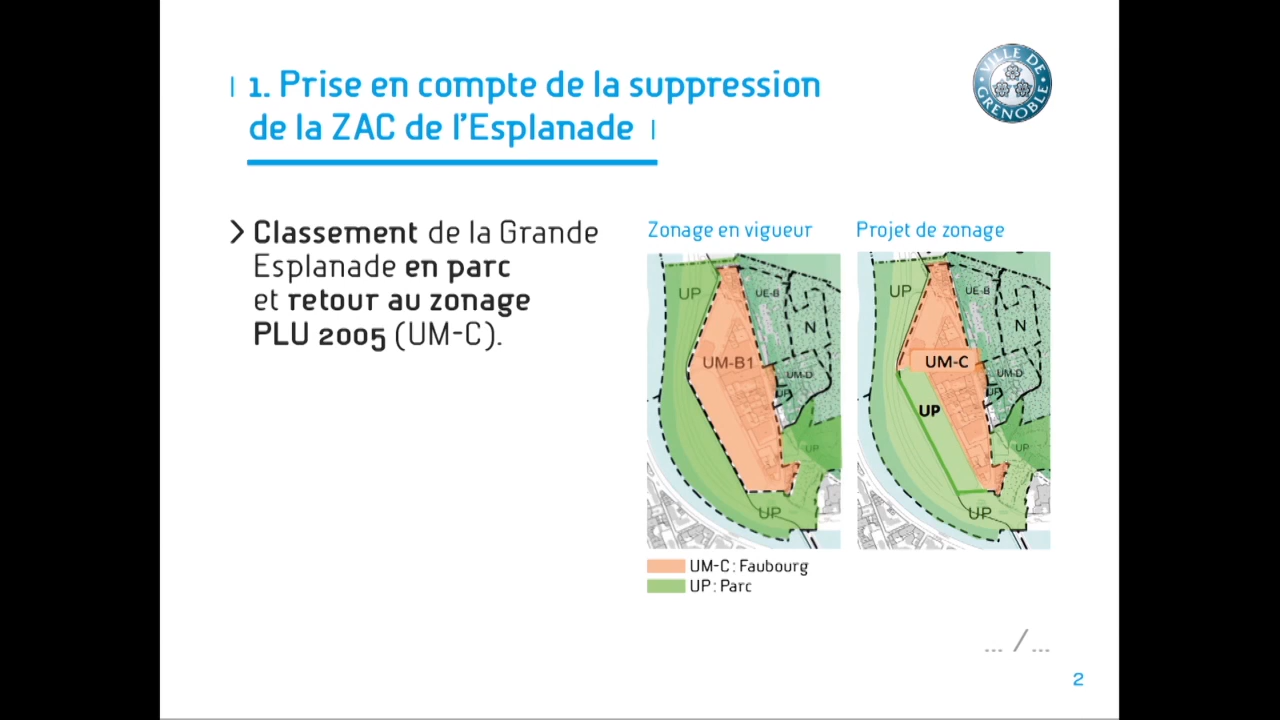 1. Prise en compte de la suppression
de la ZAC de l'Esplanade
VILLE DE GRENOBLE
> Classement de la Grande
Esplanade en parc
et retour au zonage
PLU 2005 (UM-C).
Zonage en vigueur
Projet de zonage
UP
UE-B
N
UM-B1
UM-D
UP
UP
UP
UP
UE-B
N
UM-C
UM-D
UP
UP
UP
UP
UM-C : Faubourg
UP : Parc
... / ...
2